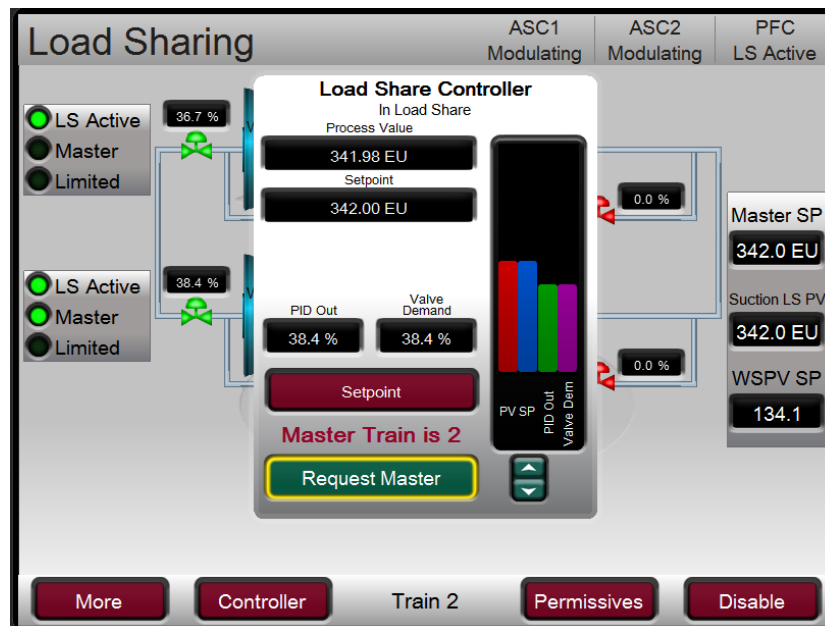 Load Sharing
ASC1
Modulating
ASC2
Modulating
PFC
LS Active
LS Active
Master
Limited
36.7 %
LS Active
Master
Limited
38.4 %
Load Share Controller
In Load Share
Process Value
341.98 EU
Setpoint
342.00 EU
PID Out
38.4 %
Valve
Demand
38.4 %
Setpoint
Master Train is 2
Request Master
PV SP
PID Out
Valve Dem
0.0 %
0.0 %
Master SP
342.0 EU
Suction LS PV
342.0 EU
WSPV SP
134.1
More
Controller
Train 2
Permissives
Disable